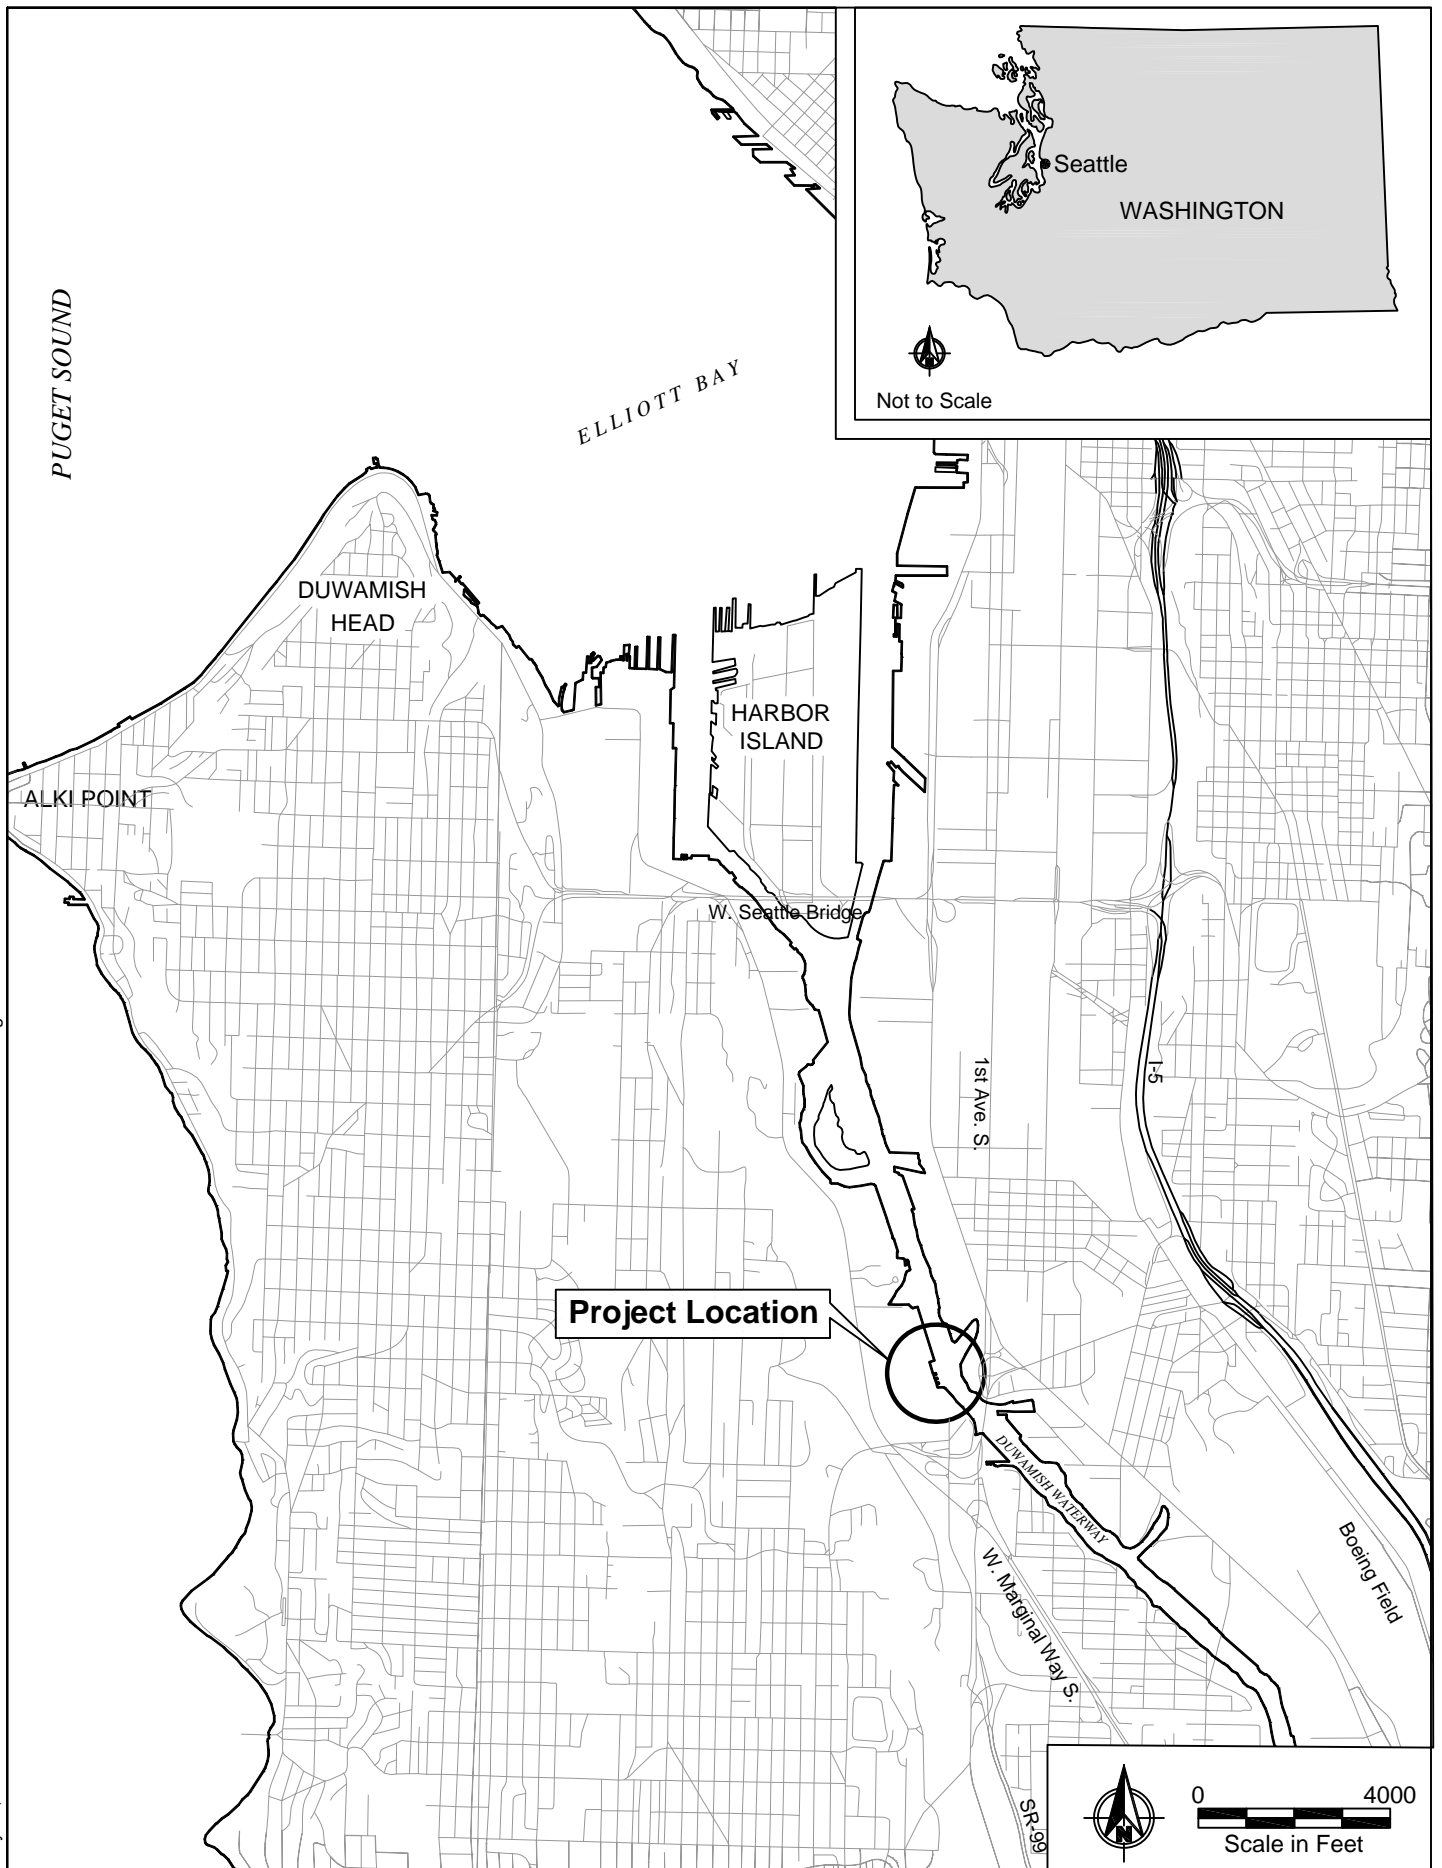 Seattle
WASHINGTON
Not to Scale
PUGET SOUND
ELLIOTT BAY
DUWAMISH
HEAD
HARBOR
ISLAND
ALKI POINT
W. Seattle Bridge
1st Ave. S.
I-5
Project Location
DUWAMISH WATERWAY
W. Marginal Way S.
Boeing Field
SR-99
N
0 4000
Scale in Feet